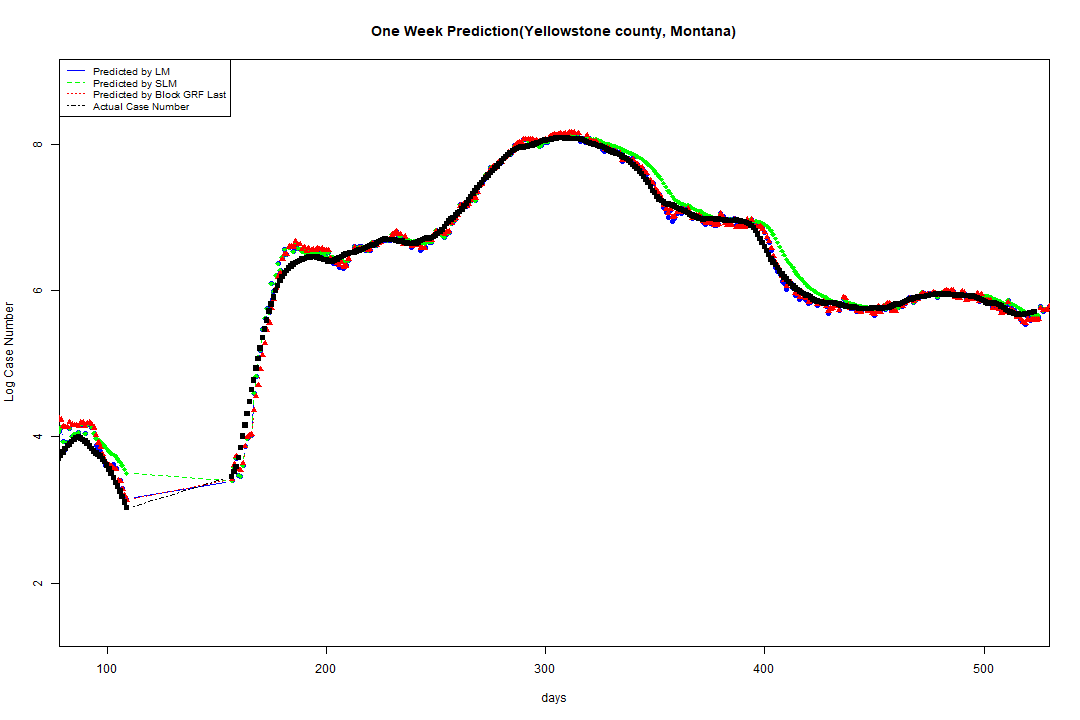 One Week Prediction(Yellowstone county, Montana)
Predicted by LM
Predicted by SLM
Predicted by Block GRF Last
Actual Case Number
Log Case Number
8
6
4
2
100 200 300 400 500
days